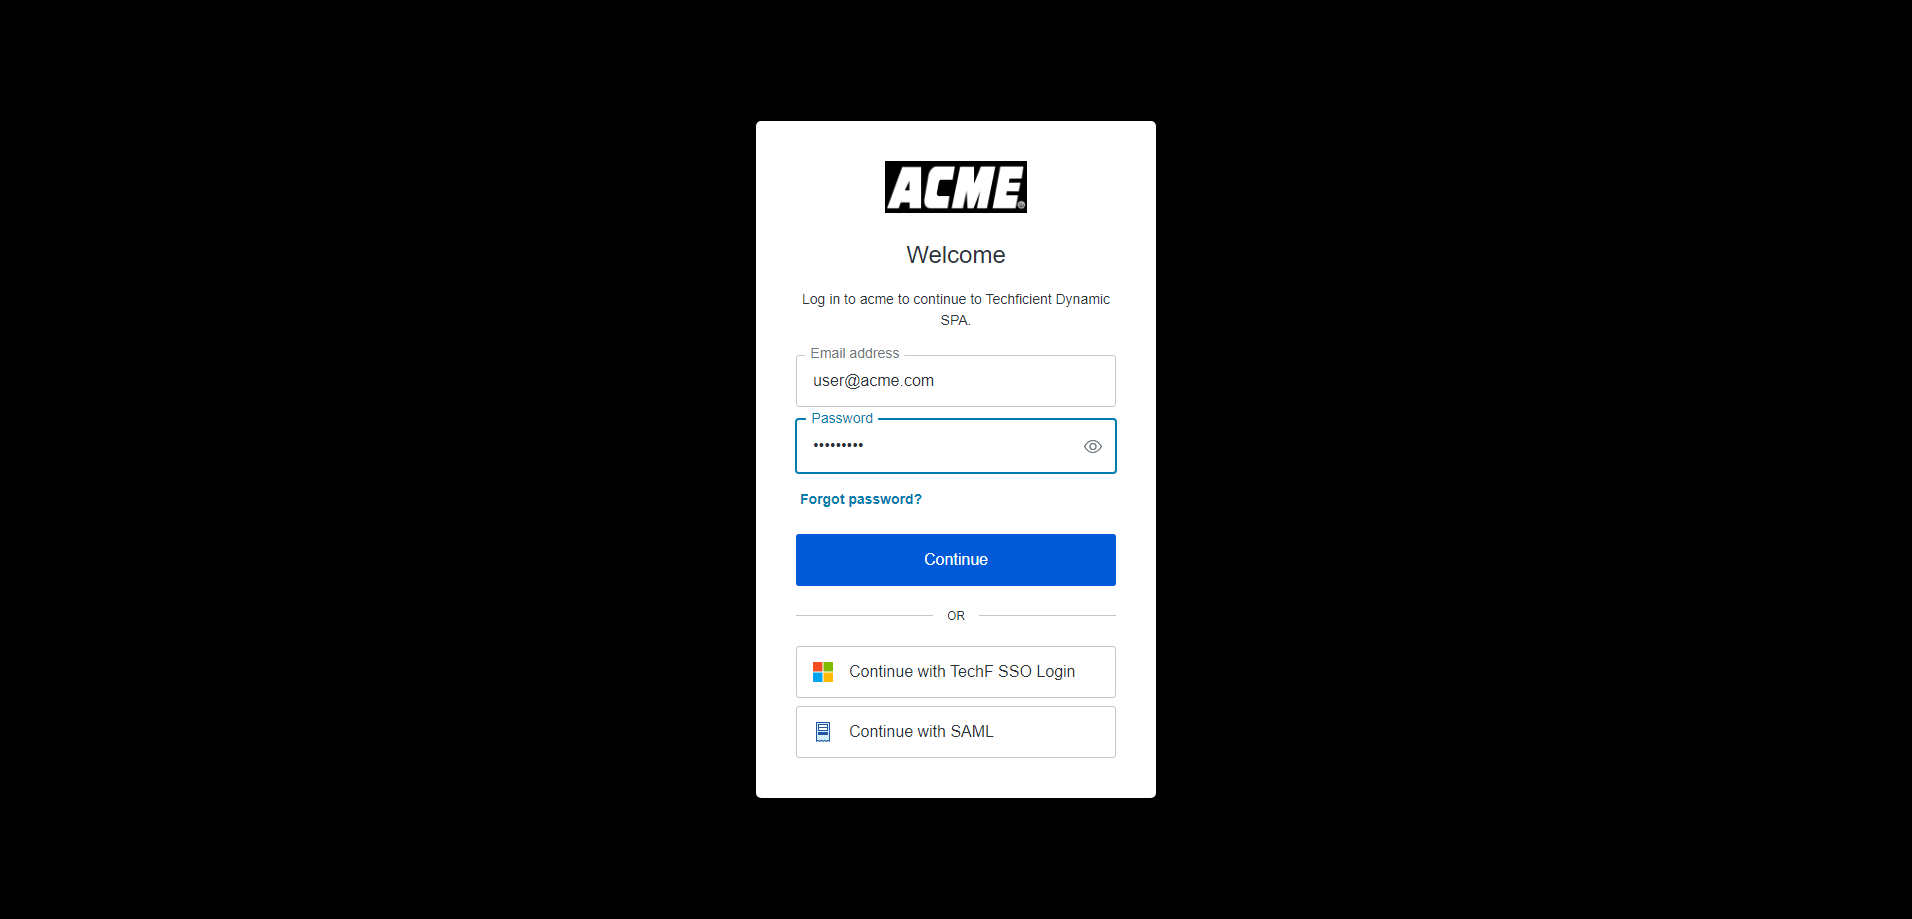 ACME
Welcome
Log in to acme to continue to Techficient Dynamic
SPA.
Email address
user@acme.com
Password
•••••••••
Forgot password?
Continue
OR
Continue with TechF SSO Login
Continue with SAML